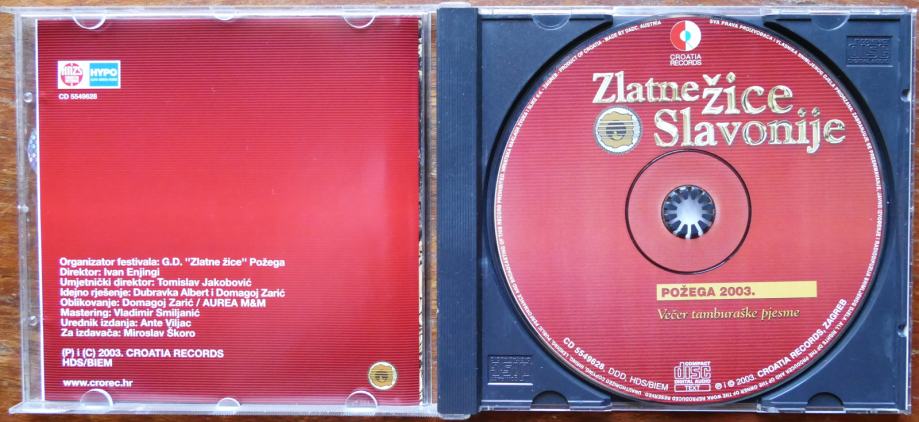 HYPO
CD 5549628
Organizator festivala: G.D. "Zlatne žice" Požega
Direktor: Ivan Enjingi
Umjetnički direktor: Tomislav Jakobović
Idejno rješenje: Dubravka Albert i Domagoj Zarić
Oblikovanje: Domagoj Zarić / AUREA M&M
Mastering: Vladimir Smiljanić
Urednik izdanja: Ante Viljac
Za izdavača: Miroslav Škoro
(P) i (C) 2003. CROATIA RECORDS
HDS/BIEM
www.crorec.hr
CROATIA
RECORDS
Zlatne žice
Slavonije
POŽEGA 2003.
Večer tamburaške pjesme
COMPACT
disc
DIGITAL AUDIO
TEXT
CD 5549628, DDD, HDS/BIEM
℗ i © 2003. CROATIA RECORDS, ZAGREB